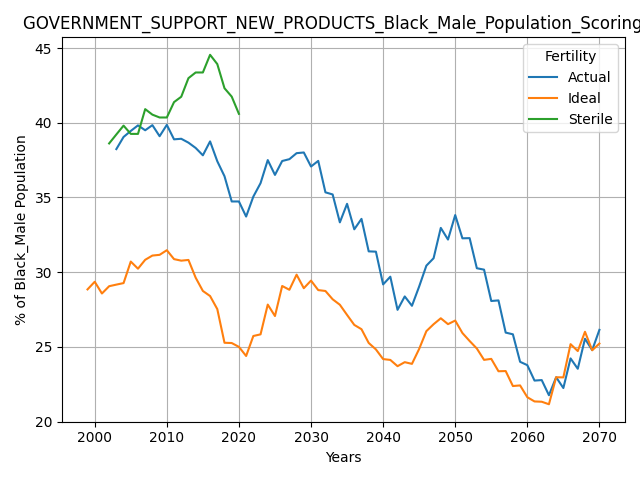 GOVERNMENT_SUPPORT_NEW_PRODUCTS_Black_Male_Population_Scoring
Fertility
Actual
Ideal
Sterile
% of Black_Male Population
45
40
35
30
25
20
2000
2010
2020
2030
2040
2050
2060
2070
Years